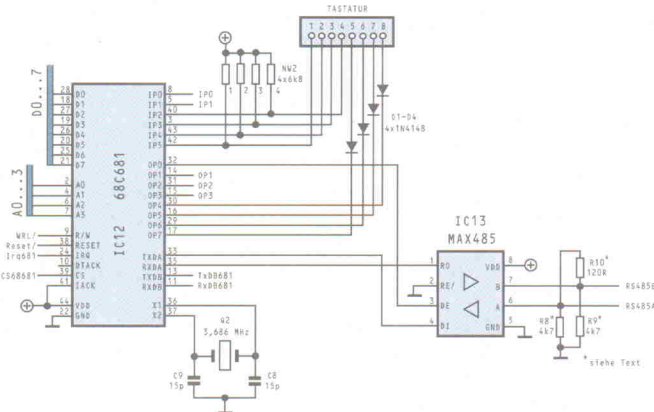 TASTATUR
1 2 3 4 5 6 7 8
NW2
4x6k8
1 2 3 4
D1-D4
4x1N4148
D0...7
A0...3
28 D0
18 D1
27 D2
19 D3
26 D4
20 D5
25 D6
21 D7
2 A0
4 A1
6 A2
7 A3
WRL/ 9 R/W
Reset/ 38 RESET
Irq681 24 IRQ
10 DTACK
CS68681 39 CS
41 IACK
44 VDD
22 GND
68C681
IC12
IP0 8 IP0
IP1 5 IP1
IP2 40
IP3 3
IP4 43
IP5 42
OP0 32
OP1 14 OP1
OP2 31 OP2
OP3 15 OP3
OP4 30
OP5 16
OP6 29
OP7 17
TXDA 33
RXDA 35
TXDB 13 TxDB681
RXDB 11 RxDB681
X1 36
X2 37
42
3,686 MHz
C9
15p
C8
15p
IC13
MAX485
1 RO
2 RE/
3 DE
4 DI
VDD 8
B 7
A 6
GND 5
R10*
120R
RS485B
RS485A
R8*
4k7
R9*
4k7
*siehe Text